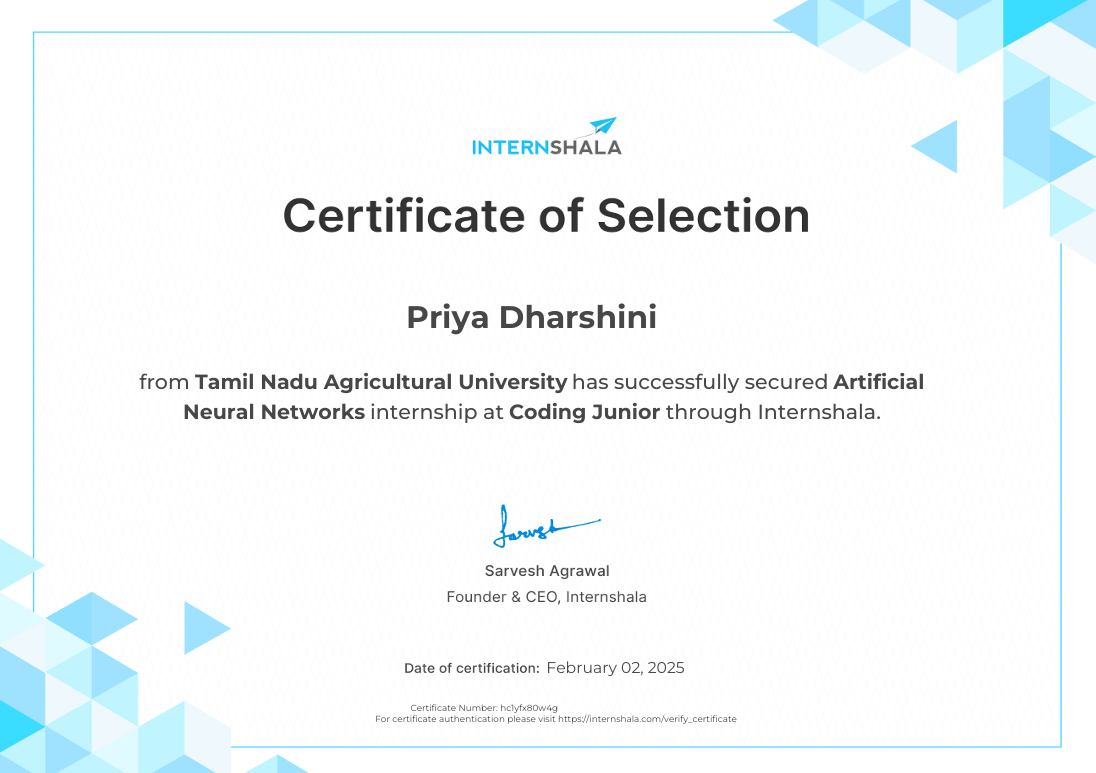 INTERNSHALA
Certificate of Selection
Priya Dharshini
from Tamil Nadu Agricultural University has successfully secured Artificial
Neural Networks internship at Coding Junior through Internshala.
Sarvesh
Sarvesh Agrawal
Founder & CEO, Internshala
Date of certification: February 02, 2025
Certificate Number: hc1yfx80w4g
For certificate authentication please visit https://internshala.com/verify_certificate